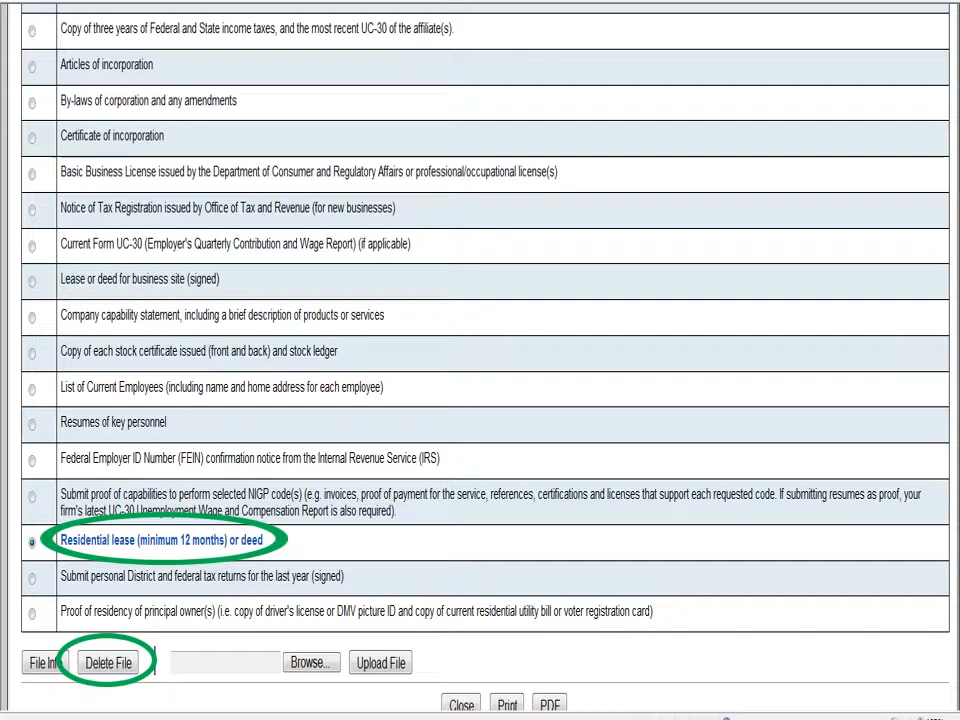 Copy of three years of Federal and State income taxes, and the most recent UC-30 of the affiliate(s).
Articles of incorporation
By-laws of corporation and any amendments
Certificate of incorporation
Basic Business License issued by the Department of Consumer and Regulatory Affairs or professional/occupational license(s)
Notice of Tax Registration issued by Office of Tax and Revenue (for new businesses)
Current Form UC-30 (Employer's Quarterly Contribution and Wage Report) (if applicable)
Lease or deed for business site (signed)
Company capability statement, including a brief description of products or services
Copy of each stock certificate issued (front and back) and stock ledger
List of Current Employees (including name and home address for each employee)
Resumes of key personnel
Federal Employer ID Number (FEIN) confirmation notice from the Internal Revenue Service (IRS)
Submit proof of capabilities to perform selected NIGP code(s) (e.g. invoices, proof of payment for the service, references, certifications and licenses that support each requested code. If submitting resumes as proof, your
firm's latest UC-30 Unemployment Wage and Compensation Report is also required).
Residential lease (minimum 12 months) or deed
Submit personal District and federal tax returns for the last year (signed)
Proof of residency of principal owner(s) (i.e. copy of driver's license or DMV picture ID and copy of current residential utility bill or voter registration card)
File Info Delete File Browse... Upload File
Close Print PDF